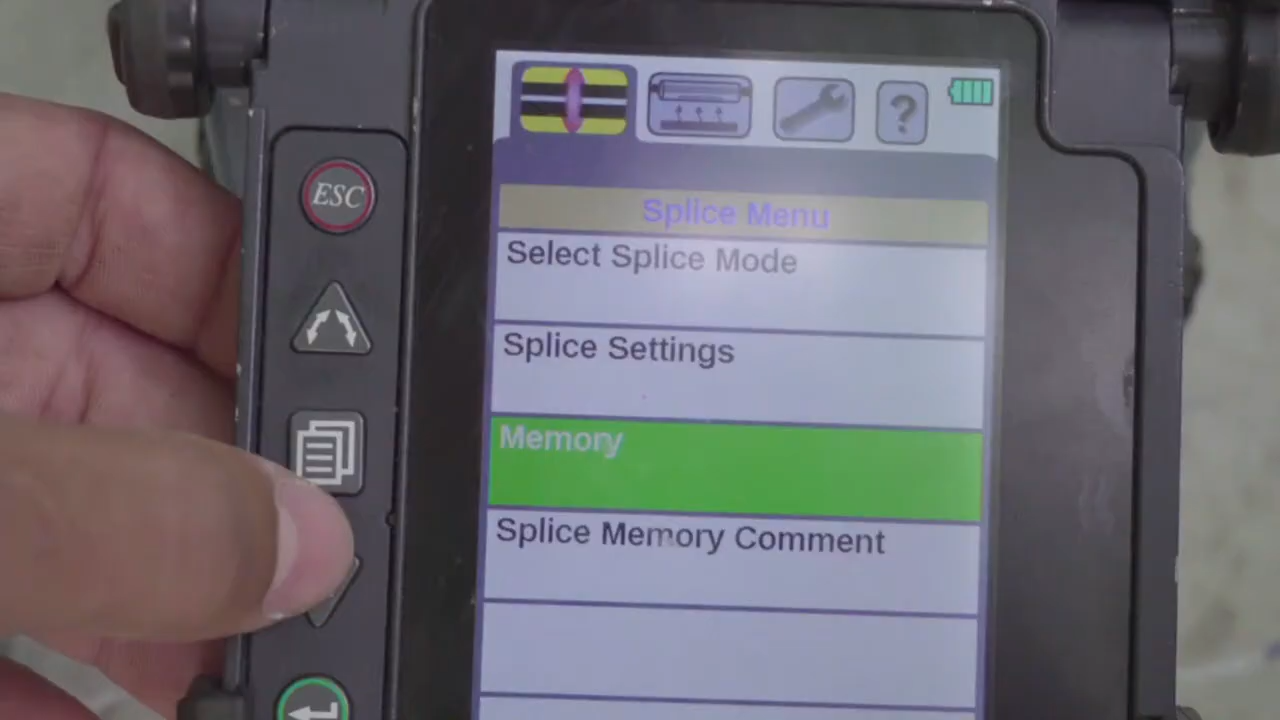 ?
ESC
Splice Menu
Select Splice Mode
Splice Settings
Memory
Splice Memory Comment